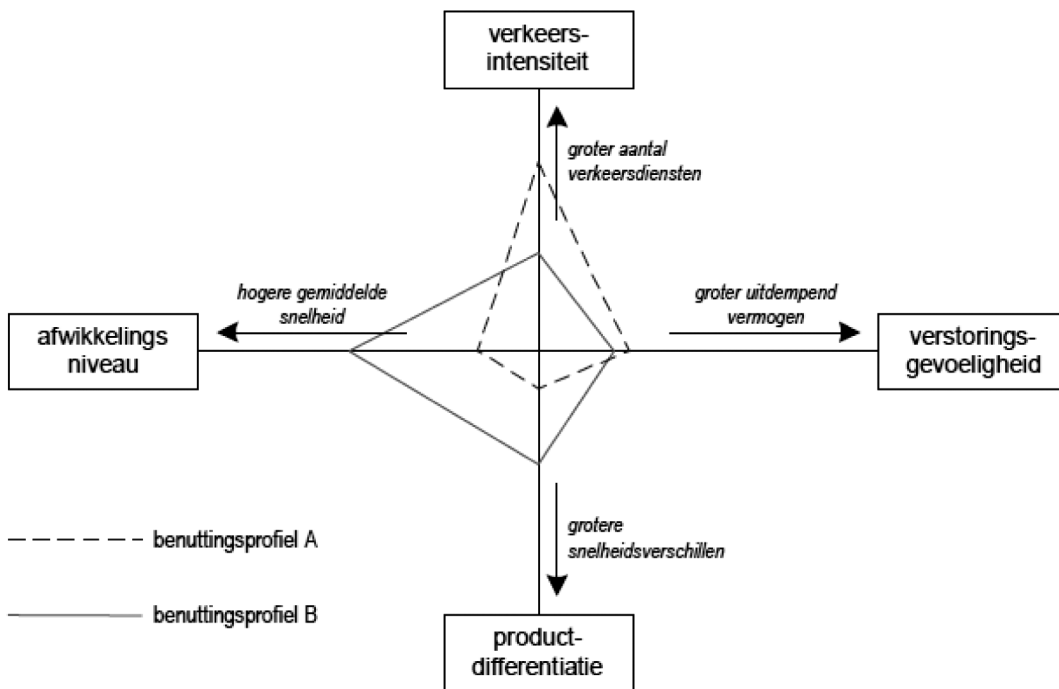 verkeers-
intensiteit
groter aantal
verkeersdiensten
hogere gemiddelde
snelheid
groter uitdempend
vermogen
afwikkelings
niveau
verstorings-
gevoeligheid
grotere
snelheidsverschillen
benuttingsprofiel A
benuttingsprofiel B
product-
differentiatie